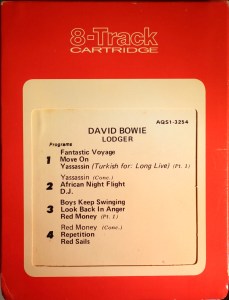 8-Track
CARTRIDGE
AQS1-3254
DAVID BOWIE
LODGER
Programs
1 Fantastic Voyage
Move On
Yassassin (Turkish for: Long Live) (Pt. I)
2 Yassassin (Conc.)
African Night Flight
D.J.
3 Boys Keep Swinging
Look Back In Anger
Red Money (Pt. I)
4 Red Money (Conc.)
Repetition
Red Sails